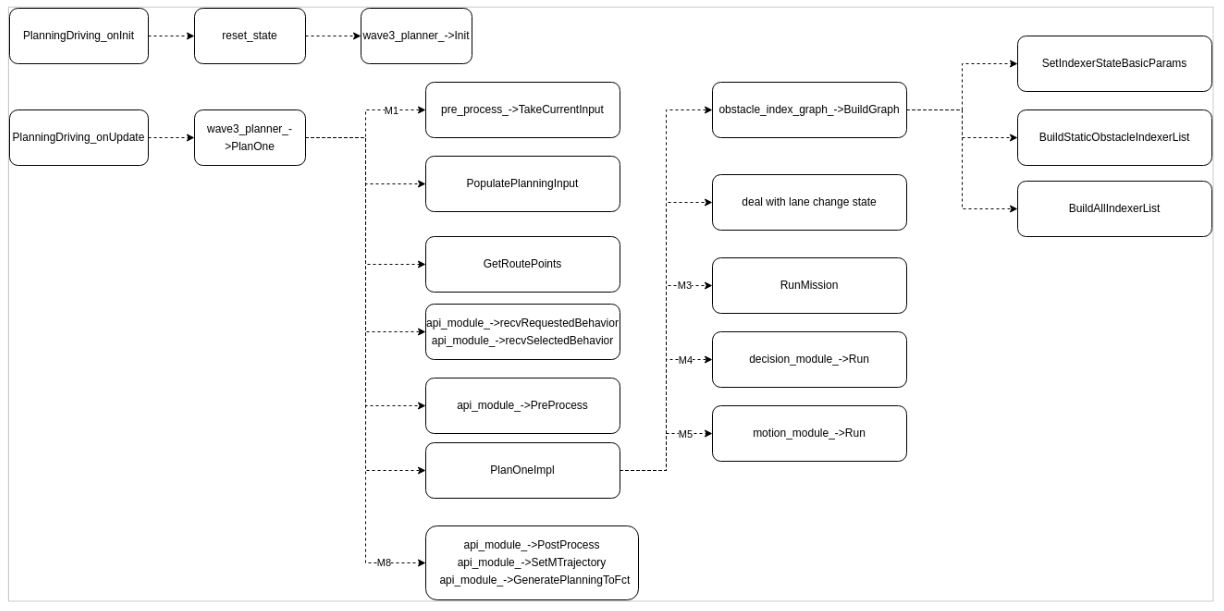 PlanningDriving_onInit
reset_state
wave3_planner_->Init
PlanningDriving_onUpdate
wave3_planner_-
>PlanOne
M1
pre_process_->TakeCurrentInput
PopulatePlanningInput
GetRoutePoints
api_module_->recvRequestedBehavior
api_module_->recvSelectedBehavior
api_module_->PreProcess
PlanOneImpl
M8
api_module_->PostProcess
api_module_->SetMTrajectory
api_module_->GeneratePlanningToFct
obstacle_index_graph_->BuildGraph
deal with lane change state
M3
RunMission
M4
decision_module_->Run
M5
motion_module_->Run
SetIndexerStateBasicParams
BuildStaticObstacleIndexerList
BuildAllIndexerList